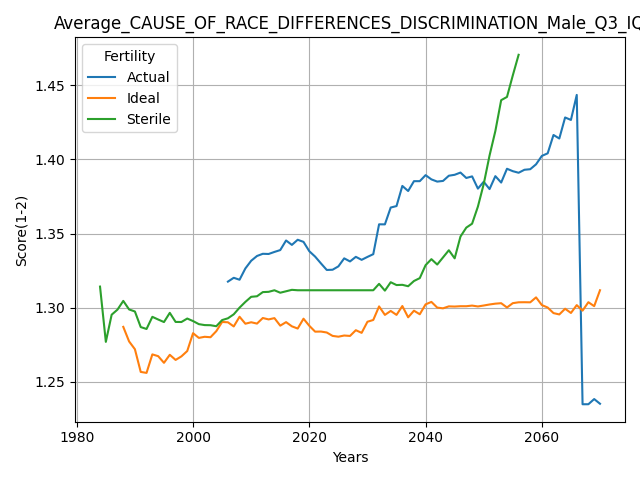 Average_CAUSE_OF_RACE_DIFFERENCES_DISCRIMINATION_Male_Q3_IQ
Fertility
Actual
Ideal
Sterile
Score(1-2)
1.45
1.40
1.35
1.30
1.25
1980 2000 2020 2040 2060
Years